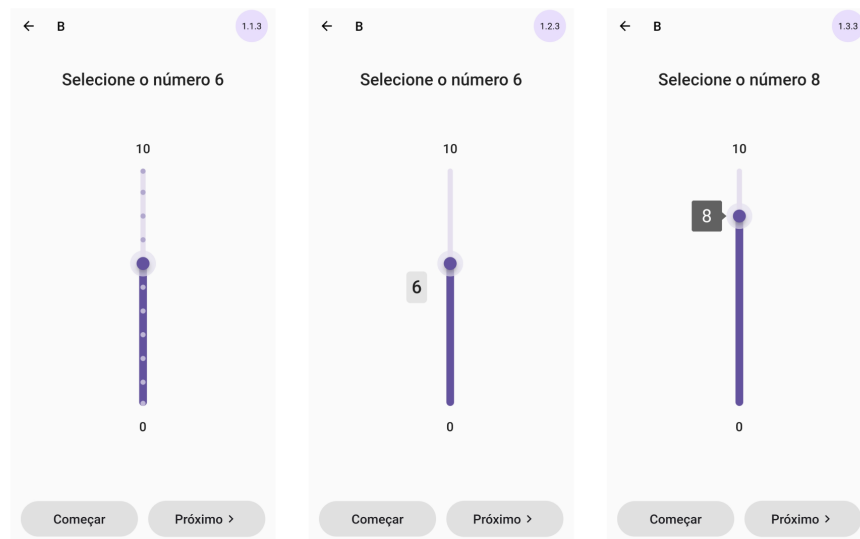 B
1.1.3
Selecione o número 6
10
0
Começar
Próximo >
B
1.2.3
Selecione o número 6
10
6
0
Começar
Próximo >
B
1.3.3
Selecione o número 8
10
8
0
Começar
Próximo >